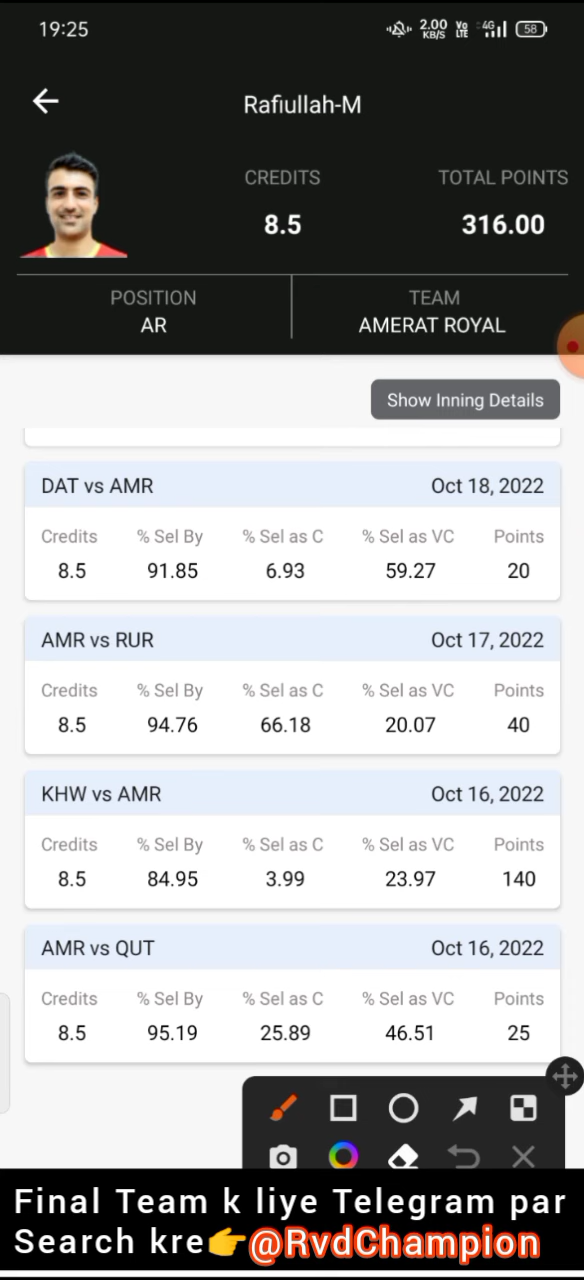 19:25 2.00 KB/S Vo LTE 4G 58
Rafiullah-M
CREDITS TOTAL POINTS
8.5 316.00
POSITION TEAM
AR AMERAT ROYAL
Show Inning Details
DAT vs AMR Oct 18, 2022
Credits % Sel By % Sel as C % Sel as VC Points
8.5 91.85 6.93 59.27 20
AMR vs RUR Oct 17, 2022
Credits % Sel By % Sel as C % Sel as VC Points
8.5 94.76 66.18 20.07 40
KHW vs AMR Oct 16, 2022
Credits % Sel By % Sel as C % Sel as VC Points
8.5 84.95 3.99 23.97 140
AMR vs QUT Oct 16, 2022
Credits % Sel By % Sel as C % Sel as VC Points
8.5 95.19 25.89 46.51 25
Final Team k liye Telegram par
Search kre👉@RvdChampion